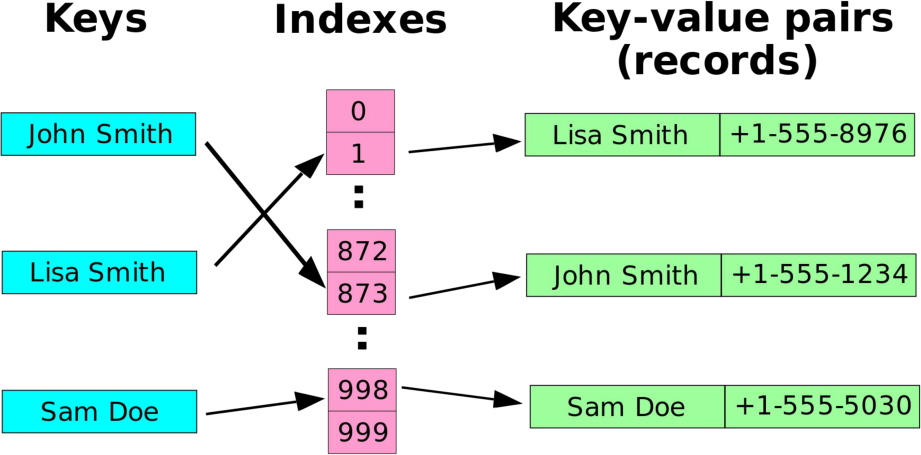 Keys
Indexes
Key-value pairs
(records)
John Smith
Lisa Smith
Sam Doe
0
1
:
872
873
:
998
999
Lisa Smith +1-555-8976
John Smith +1-555-1234
Sam Doe +1-555-5030